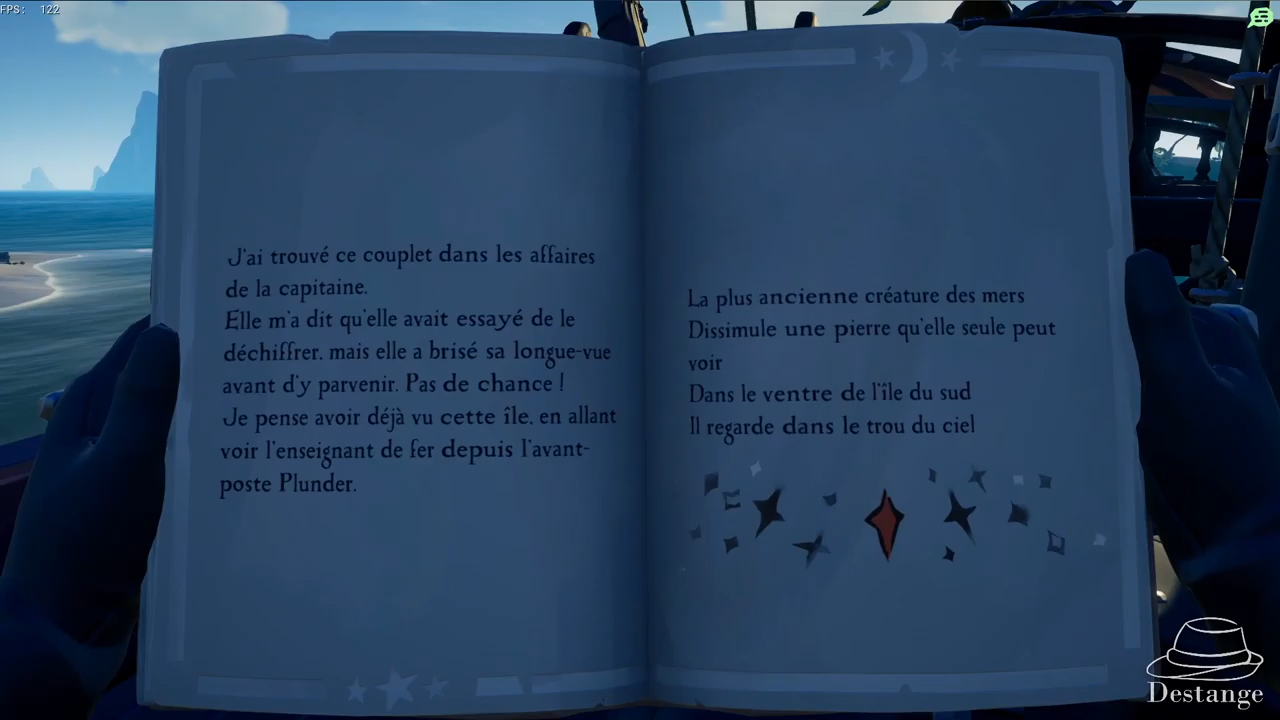 FPS: 122
J'ai trouvé ce couplet dans les affaires
de la capitaine.
Elle m'a dit qu'elle avait essayé de le
déchiffrer, mais elle a brisé sa longue-vue
avant d'y parvenir. Pas de chance !
Je pense avoir déjà vu cette île, en allant
voir l'enseignant de fer depuis l'avant-
poste Plunder.
La plus ancienne créature des mers
Dissimule une pierre qu'elle seule peut
voir
Dans le ventre de l'île du sud
Il regarde dans le trou du ciel
Destange